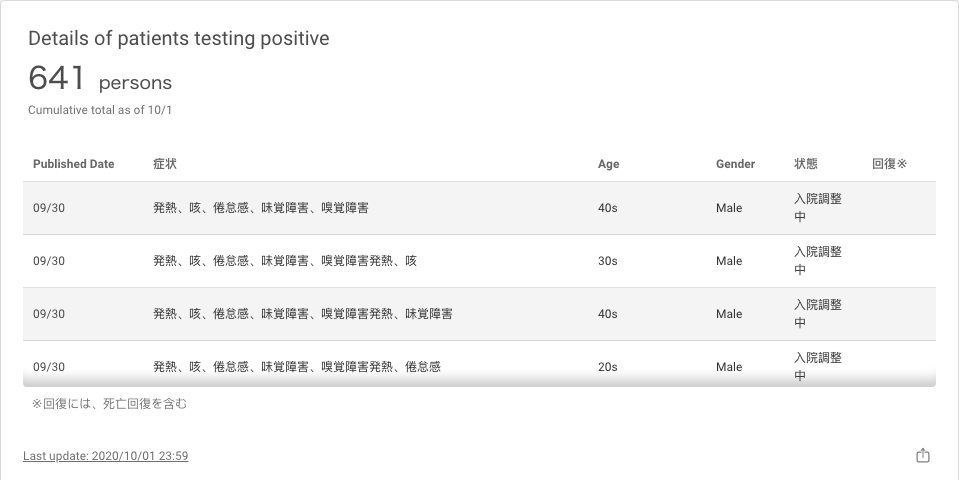 Details of patients testing positive
641 persons
Cumulative total as of 10/1
Published Date 症状 Age Gender 状態 回復※
09/30 発熱、咳、倦怠感、味覚障害、嗅覚障害 40s Male 入院調整
中
09/30 発熱、咳、倦怠感、味覚障害、嗅覚障害発熱、咳 30s Male 入院調整
中
09/30 発熱、咳、倦怠感、味覚障害、嗅覚障害発熱、味覚障害 40s Male 入院調整
中
09/30 発熱、咳、倦怠感、味覚障害、嗅覚障害発熱、倦怠感 20s Male 入院調整
中
※回復には、死亡回復を含む
Last update: 2020/10/01 23:59